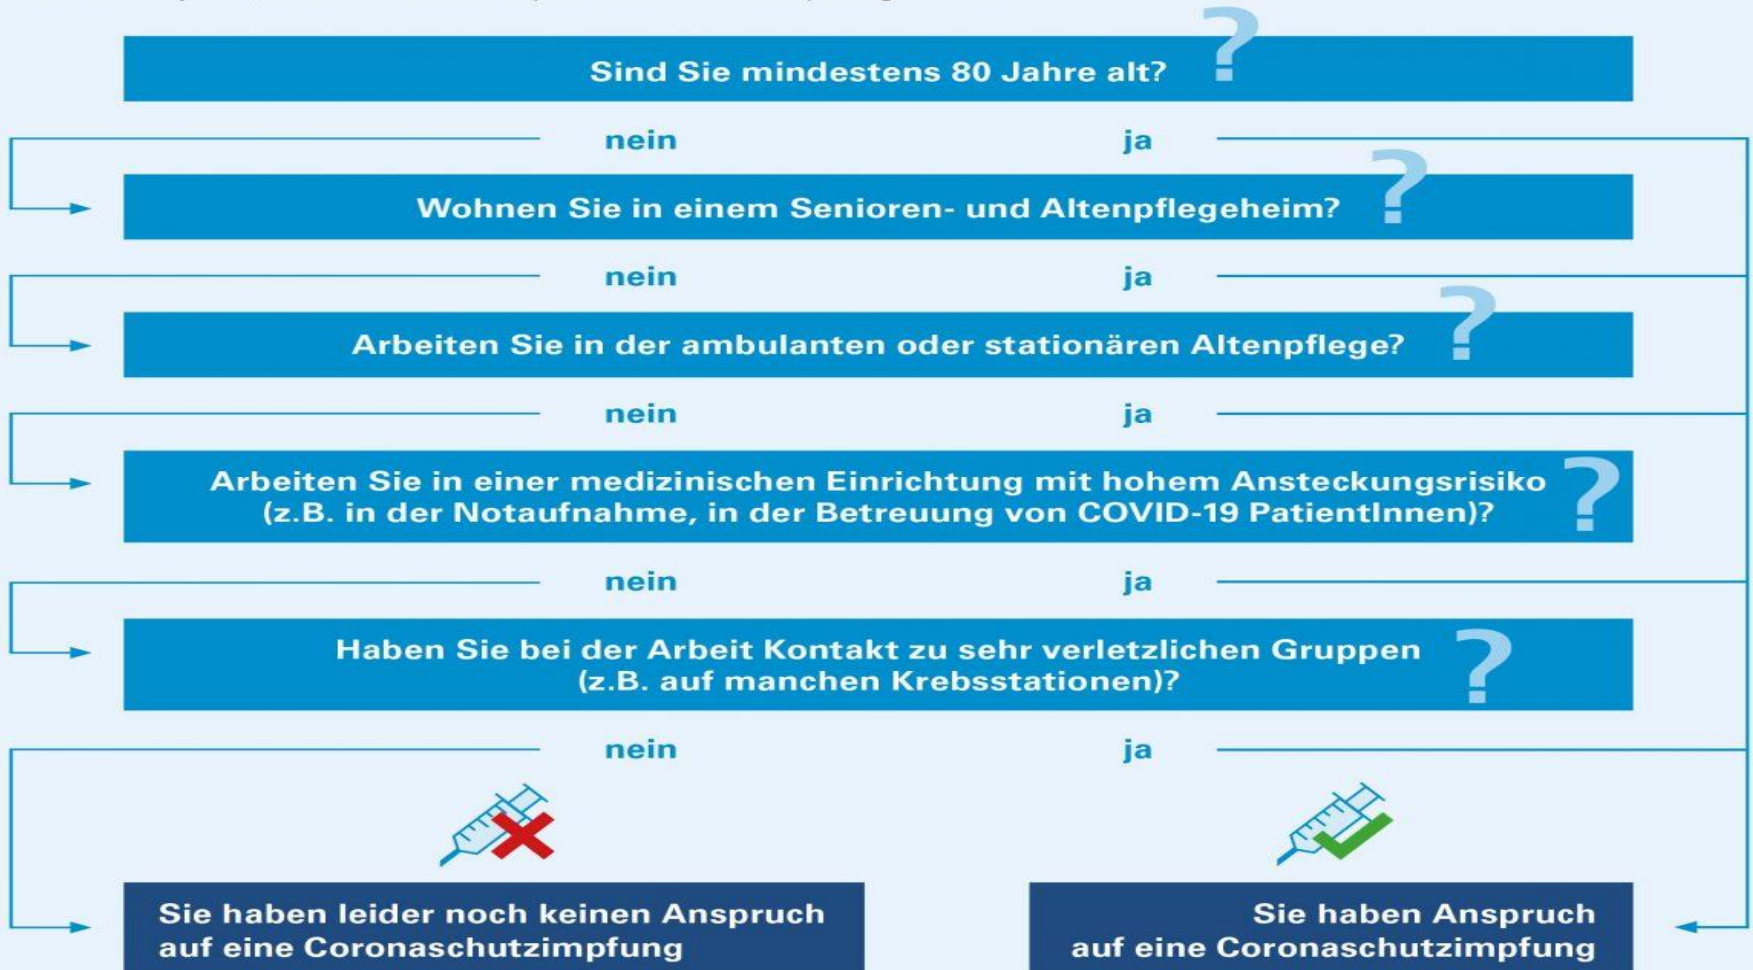 Sind Sie mindestens 80 Jahre alt?
?
nein ja
Wohnen Sie in einem Senioren- und Altenpflegeheim?
?
nein ja
Arbeiten Sie in der ambulanten oder stationären Altenpflege?
?
nein ja
Arbeiten Sie in einer medizinischen Einrichtung mit hohem Ansteckungsrisiko
(z.B. in der Notaufnahme, in der Betreuung von COVID-19 PatientInnen)?
?
nein ja
Haben Sie bei der Arbeit Kontakt zu sehr verletzlichen Gruppen
(z.B. auf manchen Krebsstationen)?
?
nein ja
Sie haben leider noch keinen Anspruch
auf eine Coronaschutzimpfung
Sie haben Anspruch
auf eine Coronaschutzimpfung